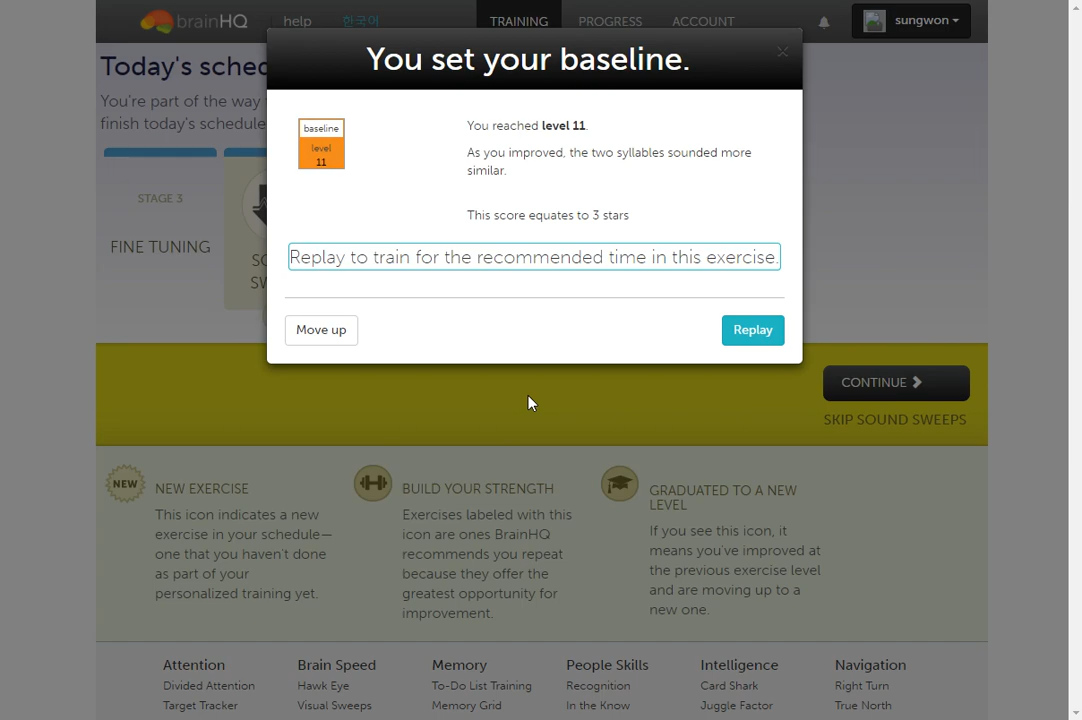 brainHQ
help
한국어
TRAINING
PROGRESS
ACCOUNT
sungwon
Today's sched
You're part of the way
finish today's schedule
STAGE 3
FINE TUNING
You set your baseline.
baseline
level
11
You reached level 11.
As you improved, the two syllables sounded more
similar.
This score equates to 3 stars
Replay to train for the recommended time in this exercise.
Move up
Replay
CONTINUE
SKIP SOUND SWEEPS
NEW
NEW EXERCISE
This icon indicates a new
exercise in your schedule—
one that you haven't done
as part of your
personalized training yet.
BUILD YOUR STRENGTH
Exercises labeled with this
icon are ones BrainHQ
recommends you repeat
because they offer the
greatest opportunity for
improvement.
GRADUATED TO A NEW
LEVEL
If you see this icon, it
means you've improved at
the previous exercise level
and are moving up to a
new one.
Attention
Divided Attention
Target Tracker
Brain Speed
Hawk Eye
Visual Sweeps
Memory
To-Do List Training
Memory Grid
People Skills
Recognition
In the Know
Intelligence
Card Shark
Juggle Factor
Navigation
Right Turn
True North